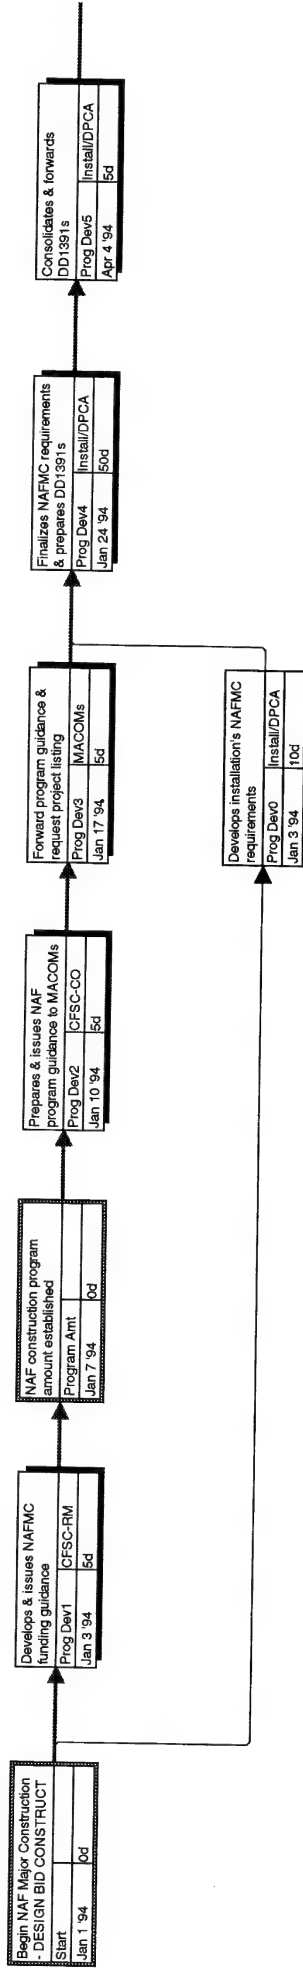 Begin NAF Major Construction
- DESIGN BID CONSTRUCT
Start
Jan 1 '94 0d
Develops & issues NAFMC
funding guidance
Prog Dev1 CFSC-RM
Jan 3 '94 5d
NAF construction program
amount established
Program Amt
Jan 7 '94 0d
Prepares & issues NAF
program guidance to MACOMs
Prog Dev2 CFSC-CO
Jan 10 '94 5d
Forward program guidance &
request project listing
Prog Dev3 MACOMs
Jan 17 '94 5d
Finalizes NAFMC requirements
& prepares DD1391s
Prog Dev4 Install/DPCA
Jan 24 '94 50d
Consolidates & forwards
DD1391s
Prog Dev5 Install/DPCA
Apr 4 '94 5d
Develops installation's NAFMC
requirements
Prog Dev0 Install/DPCA
Jan 3 '94 10d